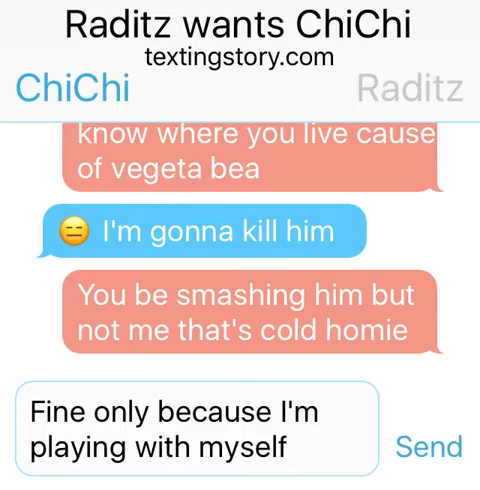 Raditz wants ChiChi
textingstory.com
ChiChi Raditz
know where you live cause
of vegeta bea
😑 I'm gonna kill him
You be smashing him but
not me that's cold homie
Fine only because I'm
playing with myself
Send